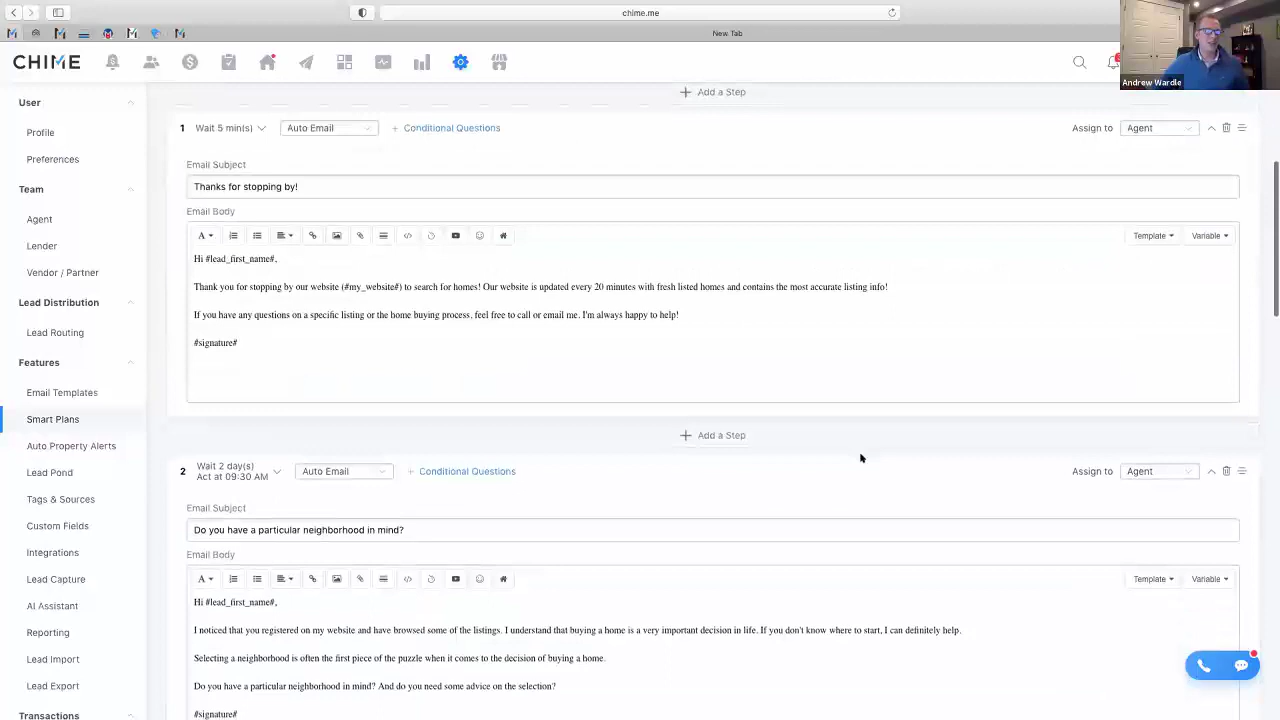 chime.me
New Tab
CHIME
Andrew Wardle
User
Profile
Preferences
Team
Agent
Lender
Vendor / Partner
Lead Distribution
Lead Routing
Features
Email Templates
Smart Plans
Auto Property Alerts
Lead Pond
Tags & Sources
Custom Fields
Integrations
Lead Capture
AI Assistant
Reporting
Lead Import
Lead Export
Transactions
+ Add a Step
1 Wait 5 min(s) Auto Email + Conditional Questions Assign to Agent
Email Subject
Thanks for stopping by!
Email Body
A Template Variable
Hi #lead_first_name#,
Thank you for stopping by our website (#my_website#) to search for homes! Our website is updated every 20 minutes with fresh listed homes and contains the most accurate listing info!
If you have any questions on a specific listing or the home buying process, feel free to call or email me. I'm always happy to help!
#signature#
+ Add a Step
2 Wait 2 day(s) Auto Email + Conditional Questions Assign to Agent
Act at 09:30 AM
Email Subject
Do you have a particular neighborhood in mind?
Email Body
A Template Variable
Hi #lead_first_name#,
I noticed that you registered on my website and have browsed some of the listings. I understand that buying a home is a very important decision in life. If you don't know where to start, I can definitely help.
Selecting a neighborhood is often the first piece of the puzzle when it comes to the decision of buying a home.
Do you have a particular neighborhood in mind? And do you need some advice on the selection?
#signature#